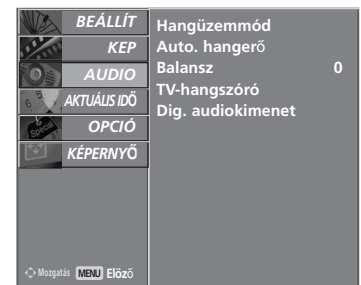 BEÁLLÍT
KEP
AUDIO
AKTUÁLIS IDŐ
OPCIÓ
KÉPERNYŐ
Hangüzemmód
Auto. hangerő
Balansz 0
TV-hangszóró
Dig. audiokimenet
Special
Mozgatás MENU Előző